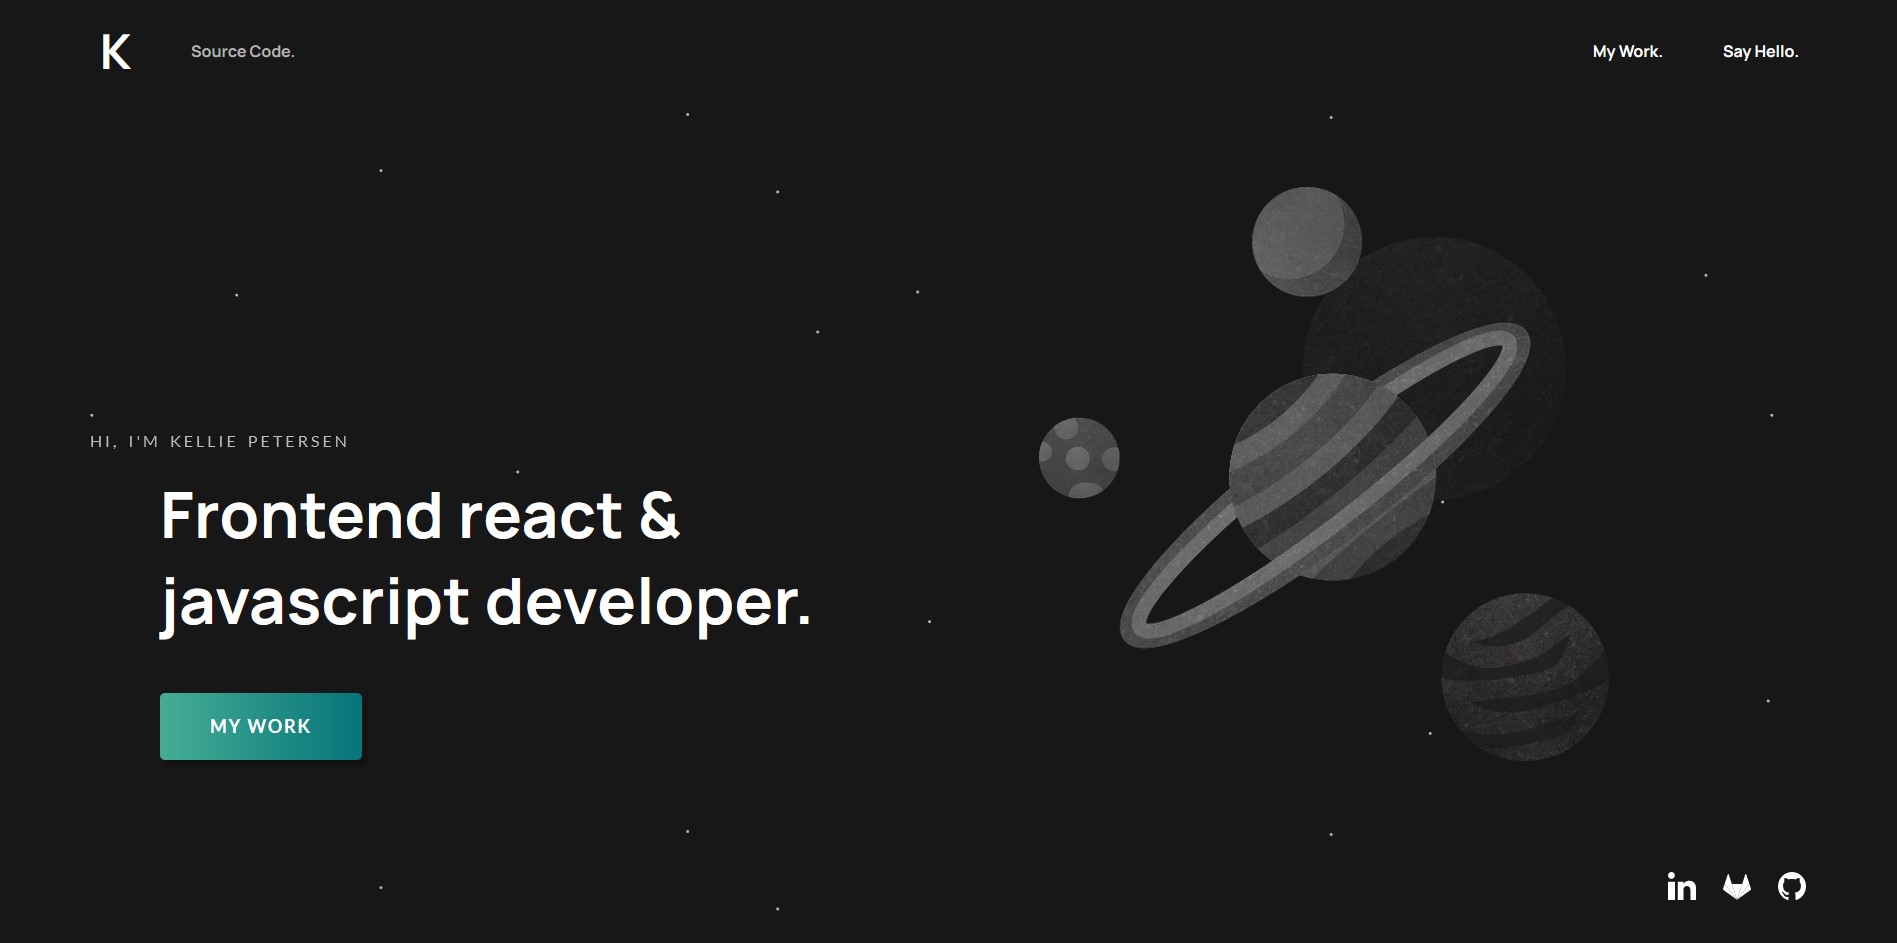 K
Source Code.
My Work.
Say Hello.
HI, I'M KELLIE PETERSEN
Frontend react &
javascript developer.
MY WORK
in